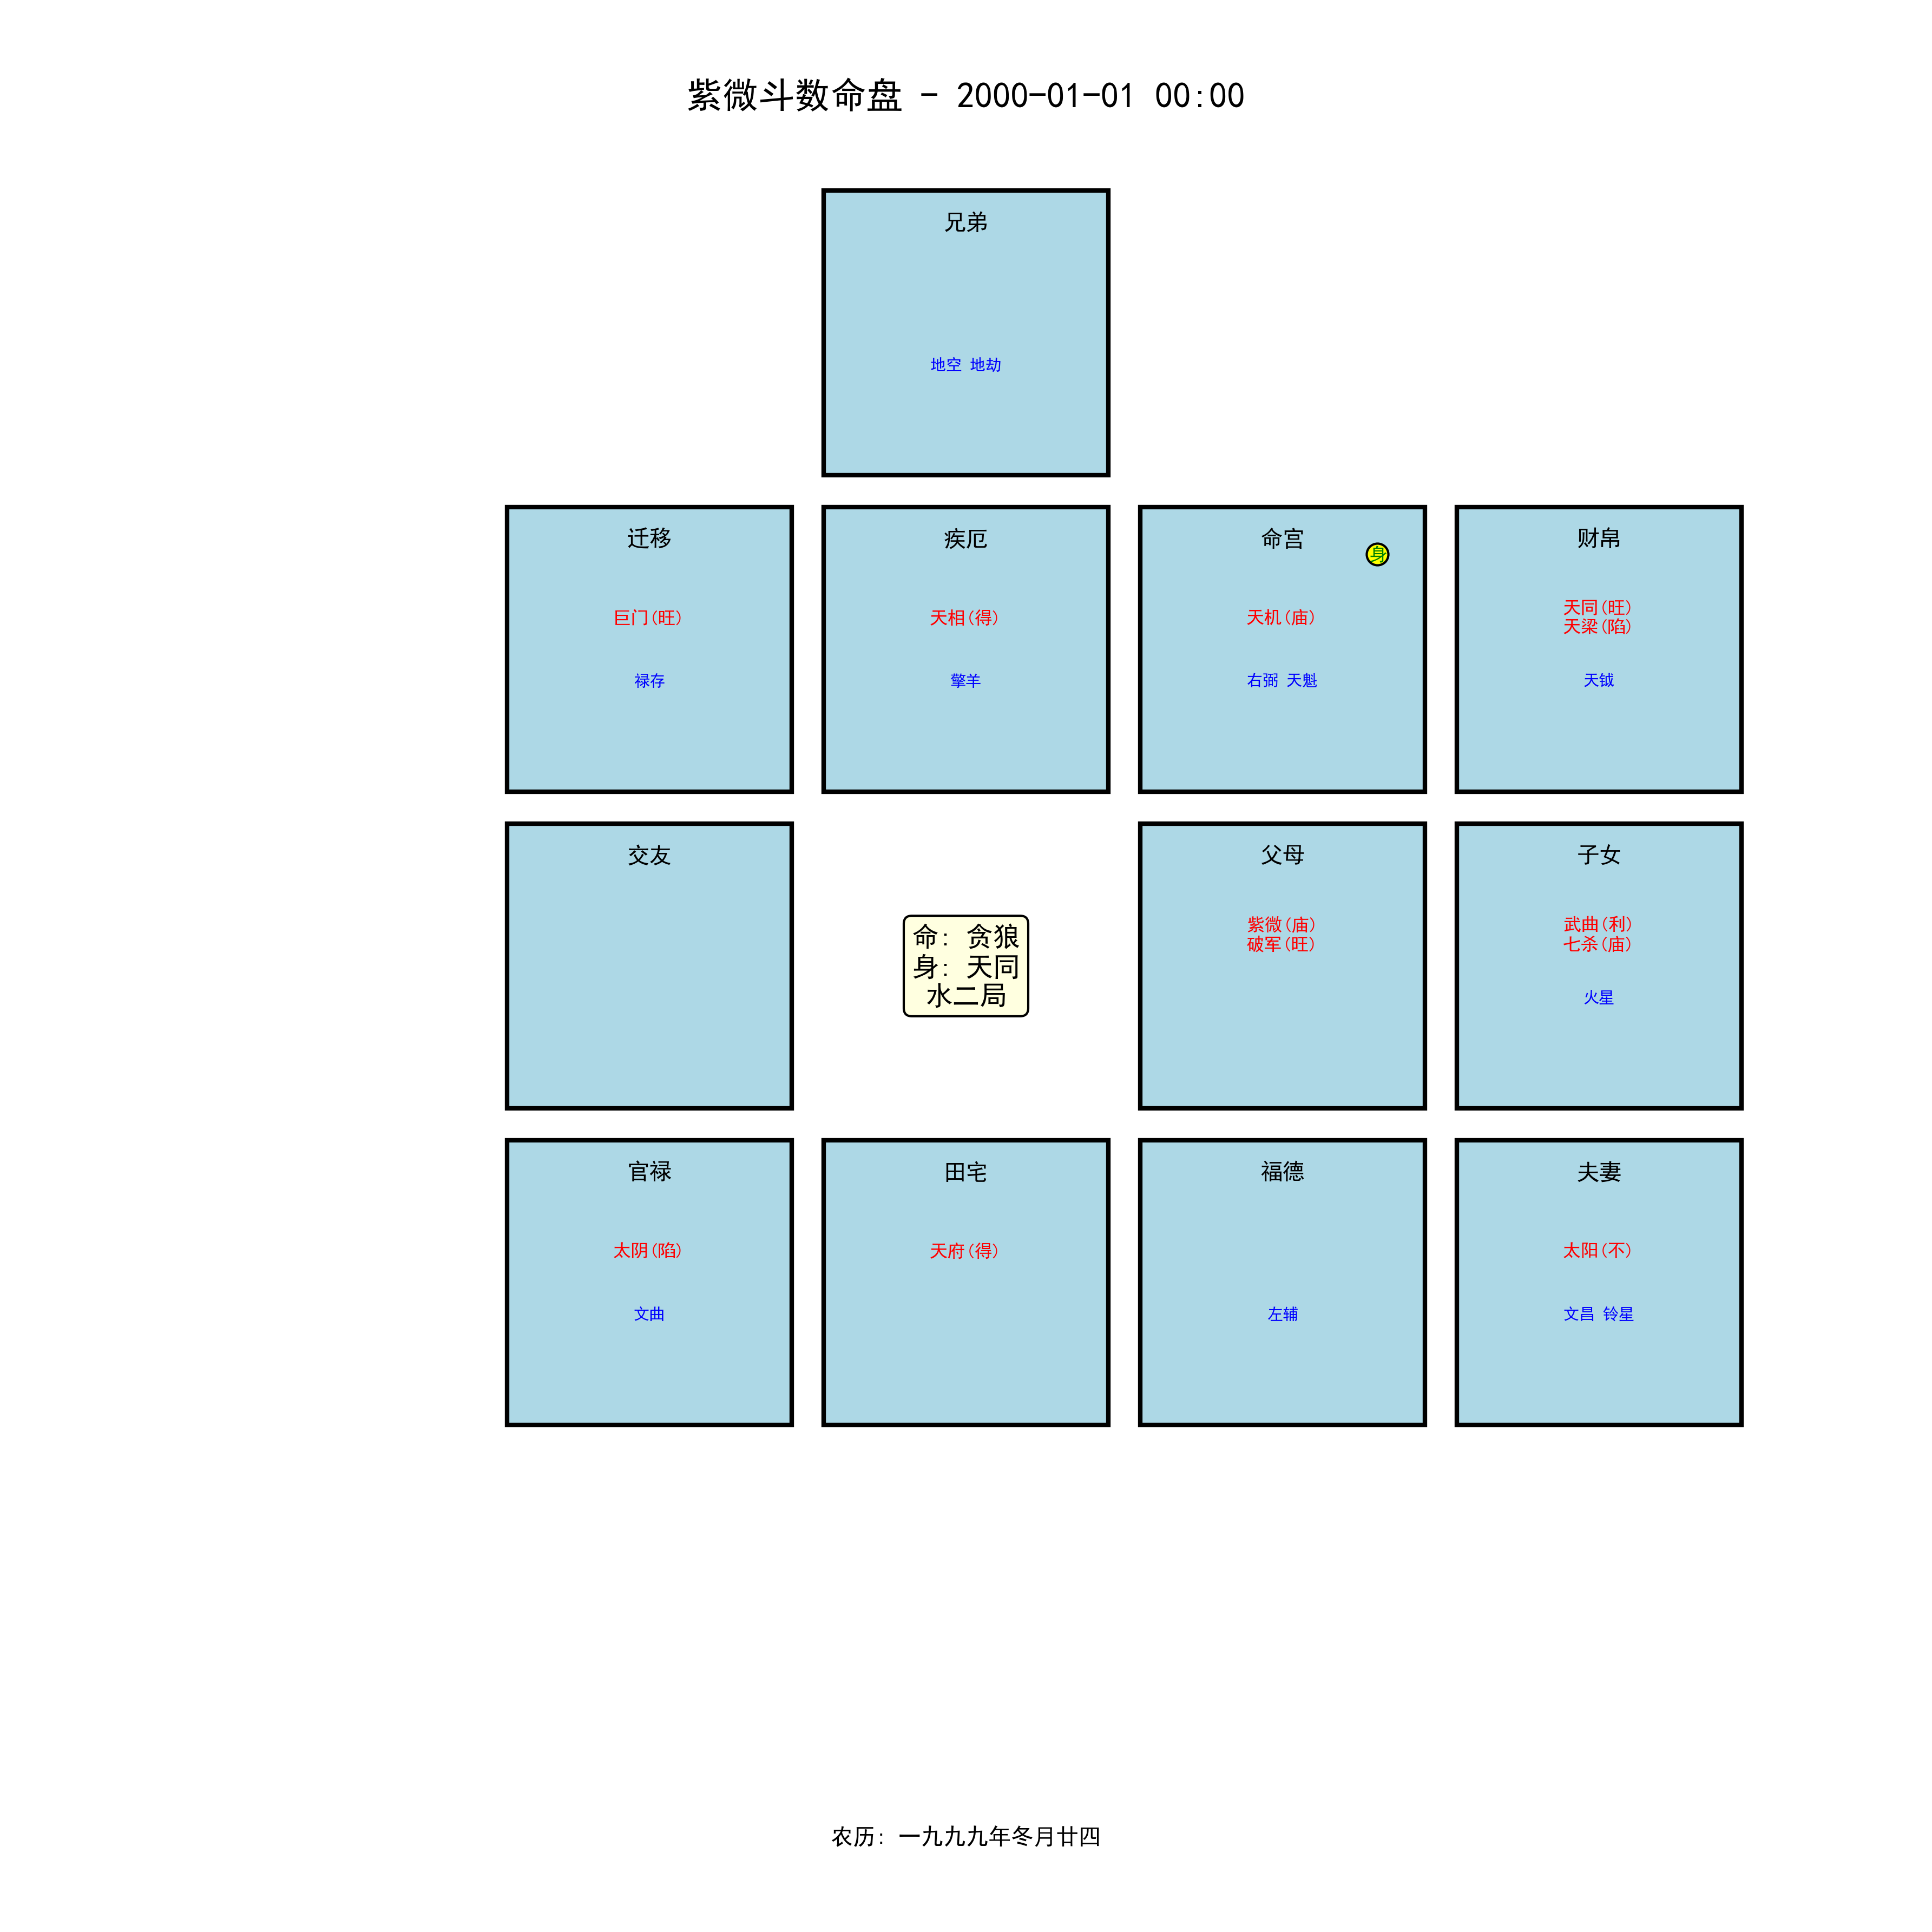 紫微斗数命盘 - 2000-01-01 00:00
兄弟
地空 地劫
迁移
巨门(旺)
禄存
疾厄
天相(得)
擎羊
命宫
身
天机(庙)
右弼 天魁
财帛
天同(旺)
天梁(陷)
天钺
交友
命: 贪狼
身: 天同
水二局
父母
紫微(庙)
破军(旺)
子女
武曲(利)
七杀(庙)
火星
官禄
太阴(陷)
文曲
田宅
天府(得)
福德
左辅
夫妻
太阳(不)
文昌 铃星
农历: 一九九九年冬月廿四